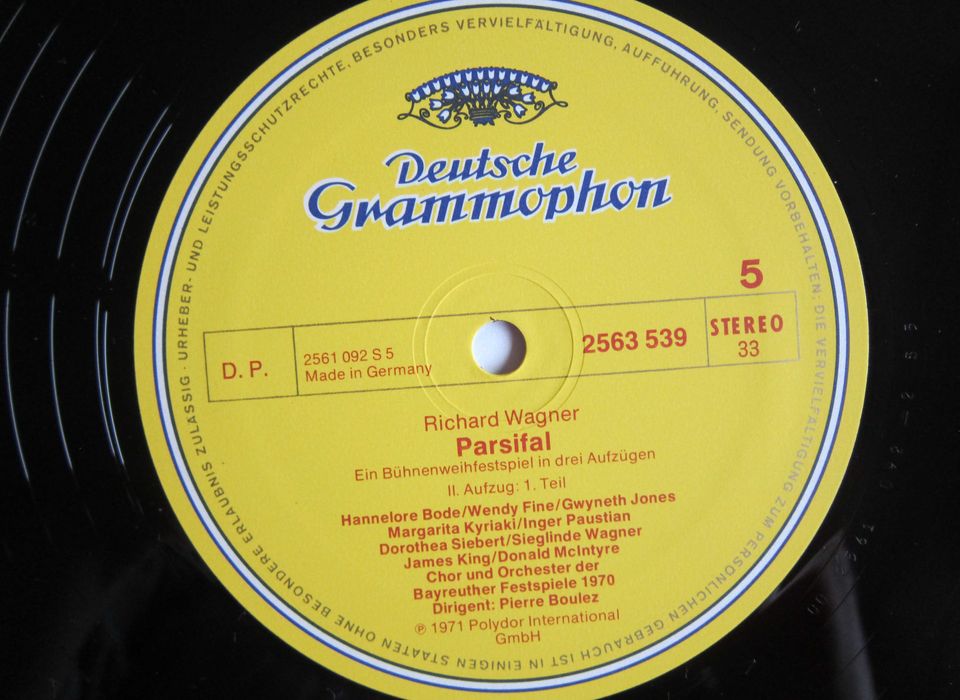 URHEBER- UND LEISTUNGSSCHUTZRECHTE, BESONDERS VERVIELFÄLTIGUNG, AUFFÜHRUNG, SENDUNG VORBEHALTEN; DIE VERVIELFÄLTIGUNG ZUM PERSÖNLICHEN GEBRAUCH IST IN EINIGEN STAATEN OHNE BESONDERE ERLAUBNIS ZULÄSSIG ·
Deutsche
Grammophon
5
D. P.
2561 092 S 5
Made in Germany
2563 539
STEREO
33
Richard Wagner
Parsifal
Ein Bühnenweihfestspiel in drei Aufzügen
II. Aufzug: 1. Teil
Hannelore Bode/Wendy Fine/Gwyneth Jones
Margarita Kyriaki/Inger Paustian
Dorothea Siebert/Sieglinde Wagner
James King/Donald McIntyre
Chor und Orchester der
Bayreuther Festspiele 1970
Dirigent: Pierre Boulez
℗ 1971 Polydor International
GmbH